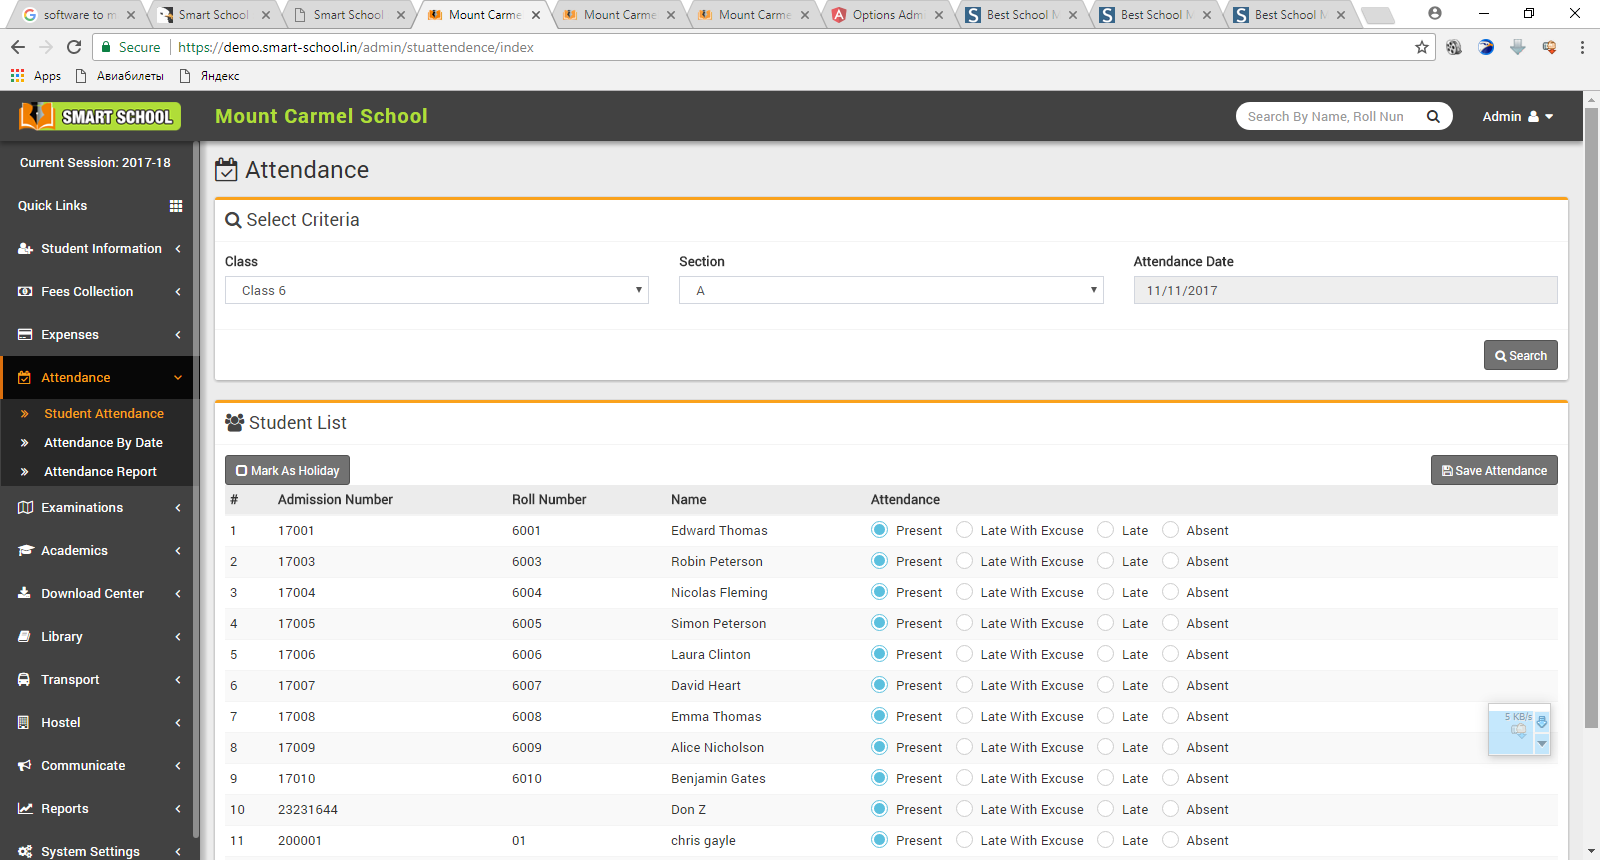 software to m
Smart School
Smart School
Mount Carme
Mount Carme
Mount Carme
Options Adm
Best School M
Best School M
Best School M
Secure https://demo.smart-school.in/admin/stuattendence/index
Apps Авиабилеты Яндекс
SMART SCHOOL
Mount Carmel School
Search By Name, Roll Nun
Admin
Current Session: 2017-18
Quick Links
Student Information
Fees Collection
Expenses
Attendance
Student Attendance
Attendance By Date
Attendance Report
Examinations
Academics
Download Center
Library
Transport
Hostel
Communicate
Reports
System Settings
Attendance
Select Criteria
Class Section Attendance Date
Class 6 A 11/11/2017
Search
Student List
Mark As Holiday Save Attendance
# Admission Number Roll Number Name Attendance
1 17001 6001 Edward Thomas Present Late With Excuse Late Absent
2 17003 6003 Robin Peterson Present Late With Excuse Late Absent
3 17004 6004 Nicolas Fleming Present Late With Excuse Late Absent
4 17005 6005 Simon Peterson Present Late With Excuse Late Absent
5 17006 6006 Laura Clinton Present Late With Excuse Late Absent
6 17007 6007 David Heart Present Late With Excuse Late Absent
7 17008 6008 Emma Thomas Present Late With Excuse Late Absent
8 17009 6009 Alice Nicholson Present Late With Excuse Late Absent
9 17010 6010 Benjamin Gates Present Late With Excuse Late Absent
10 23231644 Don Z Present Late With Excuse Late Absent
11 200001 01 chris gayle Present Late With Excuse Late Absent
5 KB/s